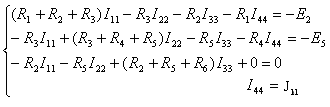 (R₁ + R₂ + R₃)I₁₁ − R₃I₂₂ − R₂I₃₃ − R₁I₄₄ = −E₂
− R₃I₁₁ + (R₃ + R₄ + R₅)I₂₂ − R₅I₃₃ − R₄I₄₄ = −E₅
− R₂I₁₁ − R₅I₂₂ + (R₂ + R₅ + R₆)I₃₃ + 0 = 0
I₄₄ = J₁₁